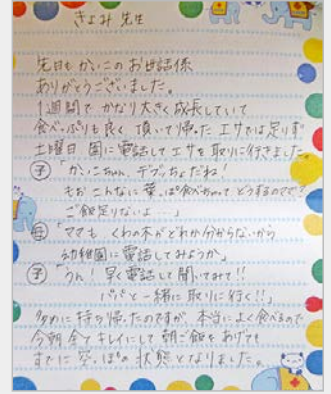 きよみ 先生
先日も かいこの お世話係
ありがとうございました。
1週間で かなり大きく成長していて
食べっぷりも良く 頂いて帰った エサでは足りず
土曜日 園に電話して エサを 取りに行きました。
子「かいこちゃん、デブッちょだね!
もお こんなに 葉っぱ食べちゃって どうするのママ?
ご飯足りないよ……」
母「ママも くわの木がどれか分からないから
幼稚園に電話してみようか」
子「うん! 早く電話して聞いてみて!!
パパと一緒に取りに行く!!」
多めに持ち帰ったのですが、本当によく食べるので
今朝 全て キレイにして 朝ご飯をあげても
すでに 空っぽの 状態となりました。